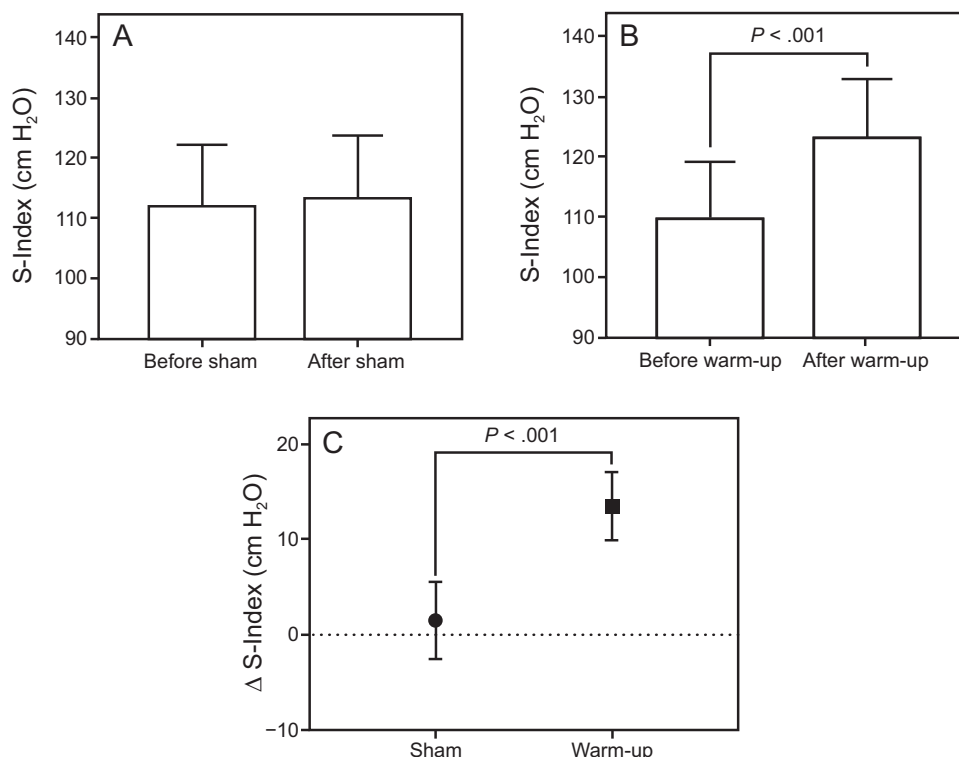 A
S-Index (cm H₂O)
140
130
120
110
100
90
Before sham
After sham
B
P < .001
S-Index (cm H₂O)
140
130
120
110
100
90
Before warm-up
After warm-up
C
P < .001
Δ S-Index (cm H₂O)
20
10
0
−10
Sham
Warm-up